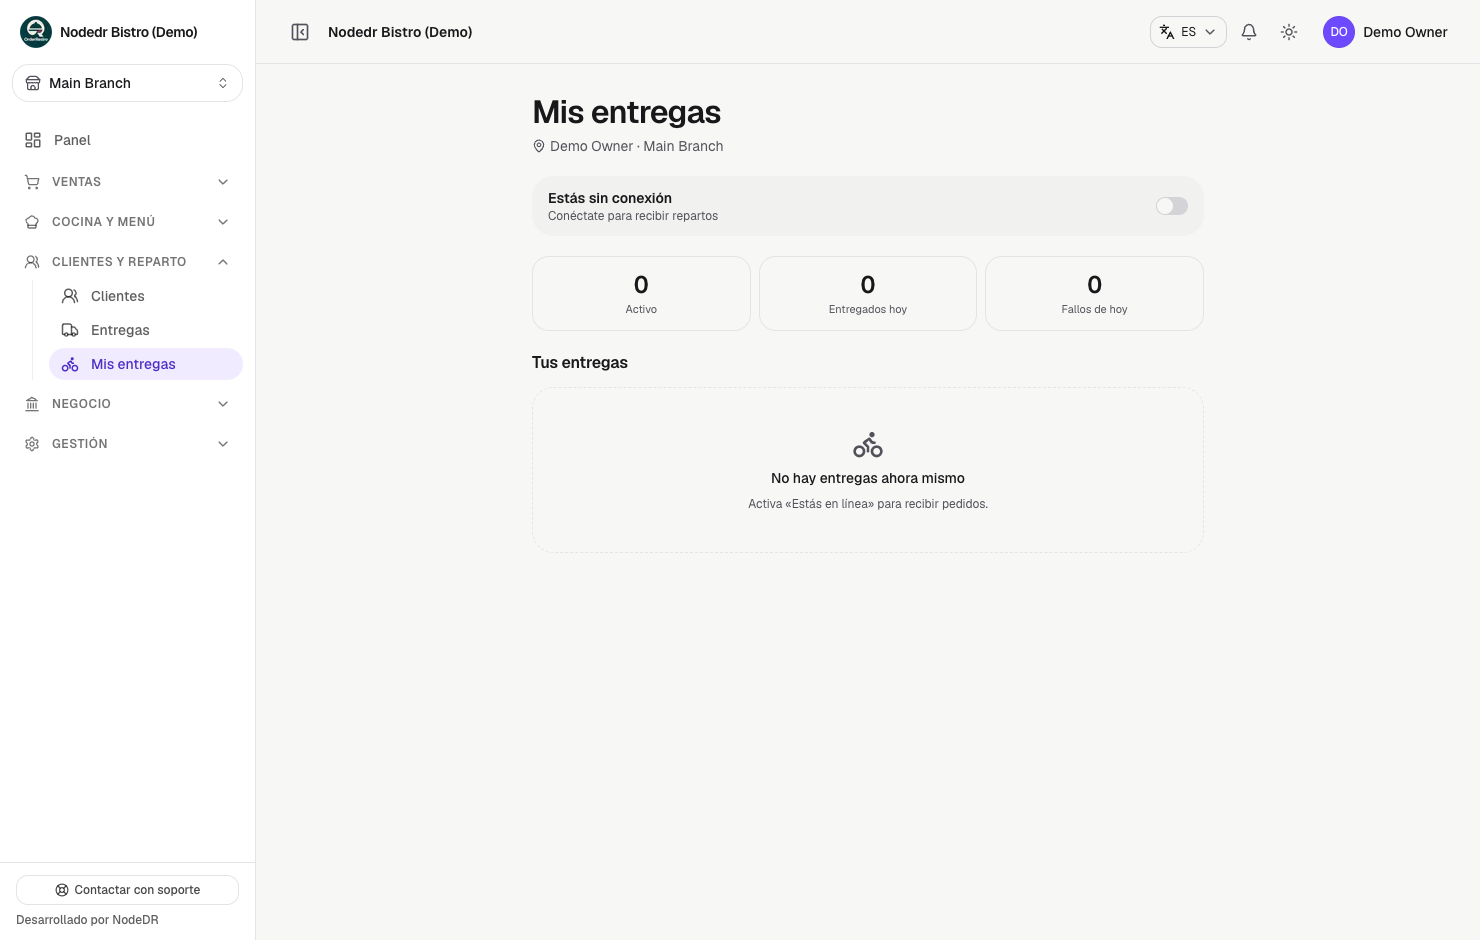 Nodedr Bistro (Demo)
Main Branch
Panel
VENTAS
COCINA Y MENÚ
CLIENTES Y REPARTO
Clientes
Entregas
Mis entregas
NEGOCIO
GESTIÓN
Contactar con soporte
Desarrollado por NodeDR
Nodedr Bistro (Demo)
ES
DO
Demo Owner
Mis entregas
Demo Owner · Main Branch
Estás sin conexión
Conéctate para recibir repartos
0
Activo
0
Entregados hoy
0
Fallos de hoy
Tus entregas
No hay entregas ahora mismo
Activa «Estás en línea» para recibir pedidos.